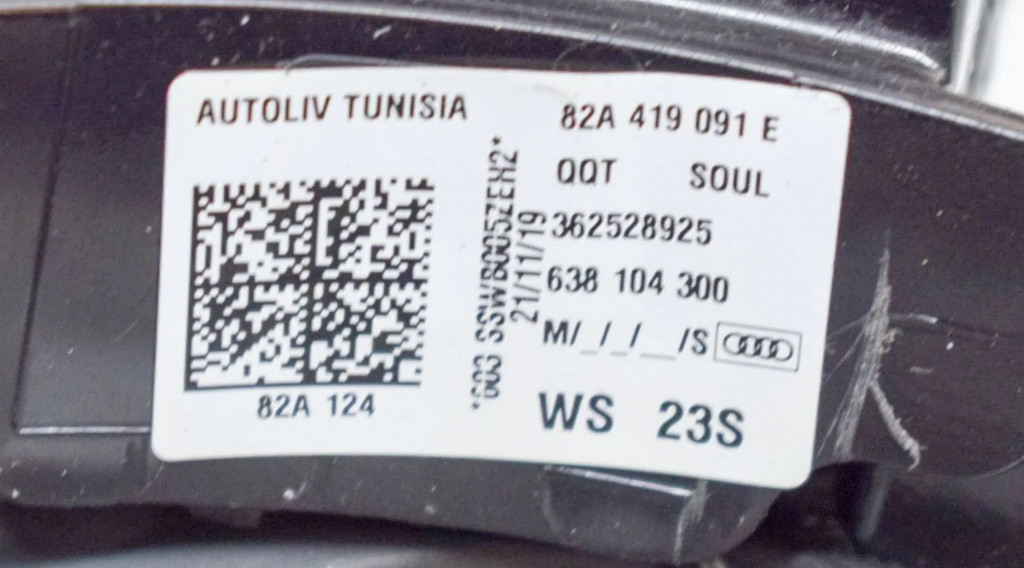 AUTOLIV TUNISIA
82A 124
*603 SSWB005ZEH2*
21/11/19
82A 419 091 E
QQT SOUL
362528925
638 104 300
M/_/_/__/S
WS 23S